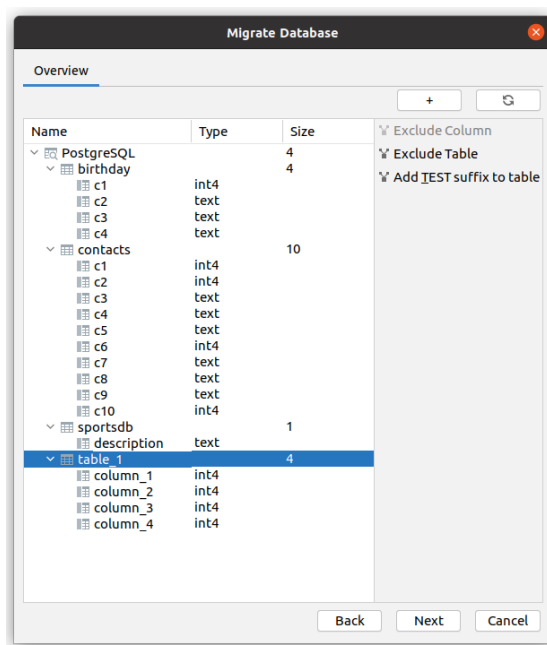 Migrate Database
Overview
+
Name Type Size
PostgreSQL 4
birthday 4
c1 int4
c2 text
c3 text
c4 text
contacts 10
c1 int4
c2 int4
c3 text
c4 text
c5 text
c6 int4
c7 text
c8 text
c9 text
c10 int4
sportsdb 1
description text
table_1 4
column_1 int4
column_2 int4
column_3 int4
column_4 int4
Exclude Column
Exclude Table
Add TEST suffix to table
Back Next Cancel